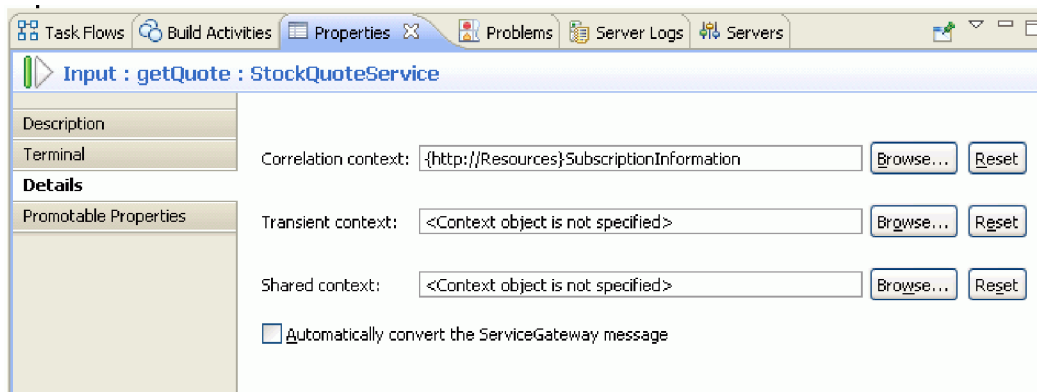 Task Flows Build Activities Properties Problems Server Logs Servers
Input : getQuote : StockQuoteService
Description
Terminal
Details
Promotable Properties
Correlation context: {http://Resources}SubscriptionInformation Browse... Reset
Transient context: <Context object is not specified> Browse... Reset
Shared context: <Context object is not specified> Browse... Reset
Automatically convert the ServiceGateway message